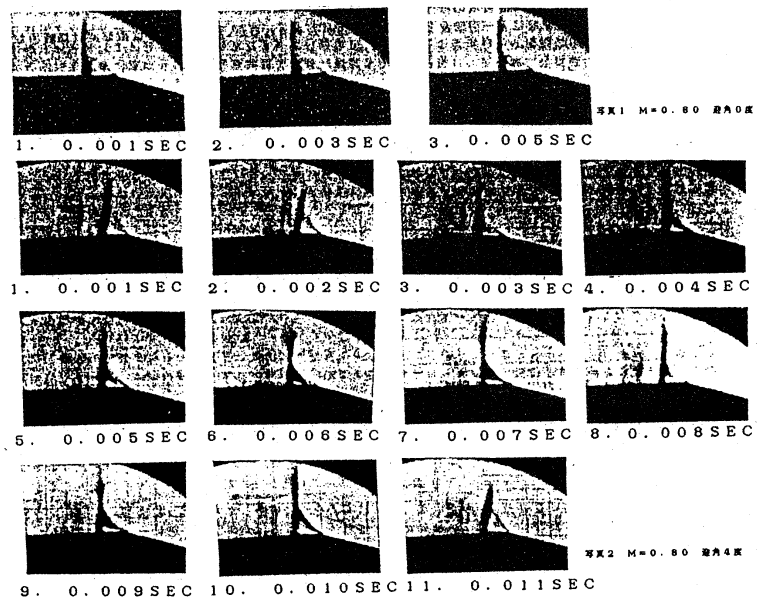 1. 0.001SEC 2. 0.003SEC 3. 0.005SEC
写真1 M=0.80 迎角0度
1. 0.001SEC 2. 0.002SEC 3. 0.003SEC 4. 0.004SEC
5. 0.005SEC 6. 0.006SEC 7. 0.007SEC 8. 0.008SEC
写真2 M=0.80 迎角4度
9. 0.009SEC 10. 0.010SEC 11. 0.011SEC